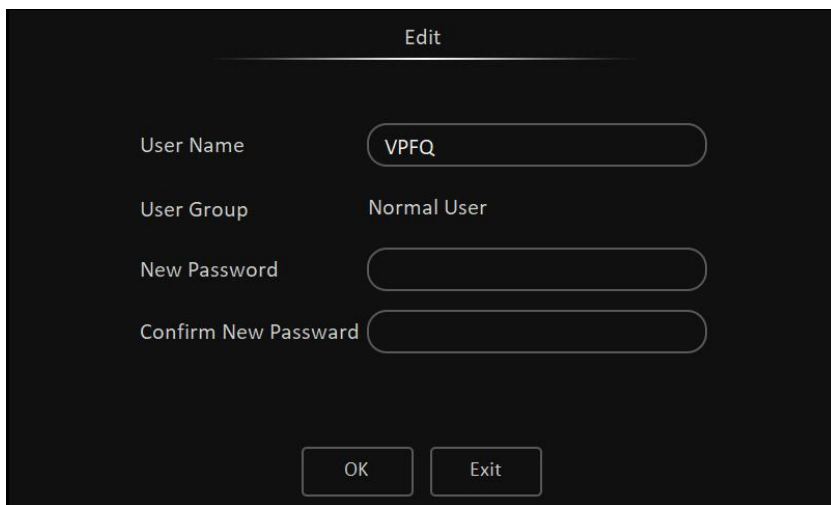 Edit
User Name VPFQ
User Group Normal User
New Password
Confirm New Passward
OK Exit